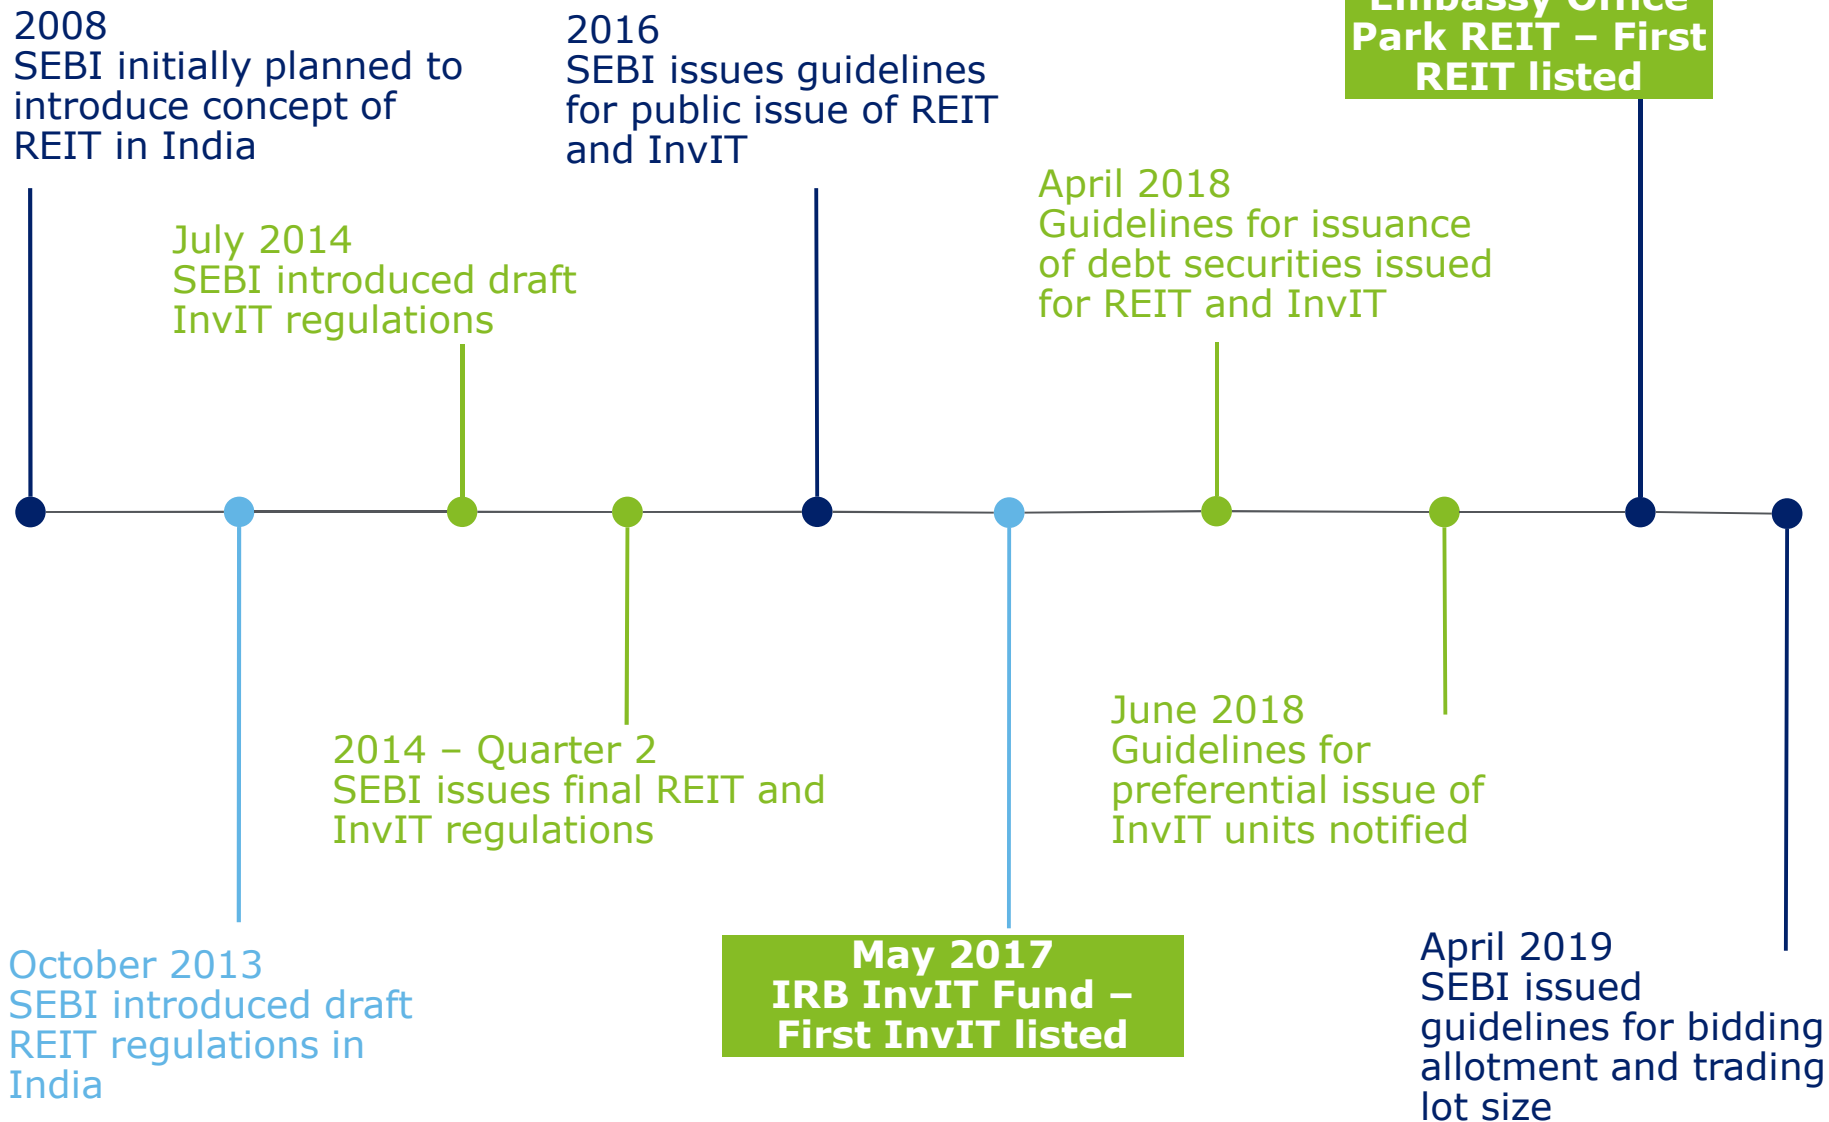 2008
SEBI initially planned to
introduce concept of
REIT in India
2016
SEBI issues guidelines
for public issue of REIT
and InvIT
Embassy Office
Park REIT – First
REIT listed
July 2014
SEBI introduced draft
InvIT regulations
April 2018
Guidelines for issuance
of debt securities issued
for REIT and InvIT
2014 – Quarter 2
SEBI issues final REIT and
InvIT regulations
June 2018
Guidelines for
preferential issue of
InvIT units notified
October 2013
SEBI introduced draft
REIT regulations in
India
May 2017
IRB InvIT Fund –
First InvIT listed
April 2019
SEBI issued
guidelines for bidding
allotment and trading
lot size